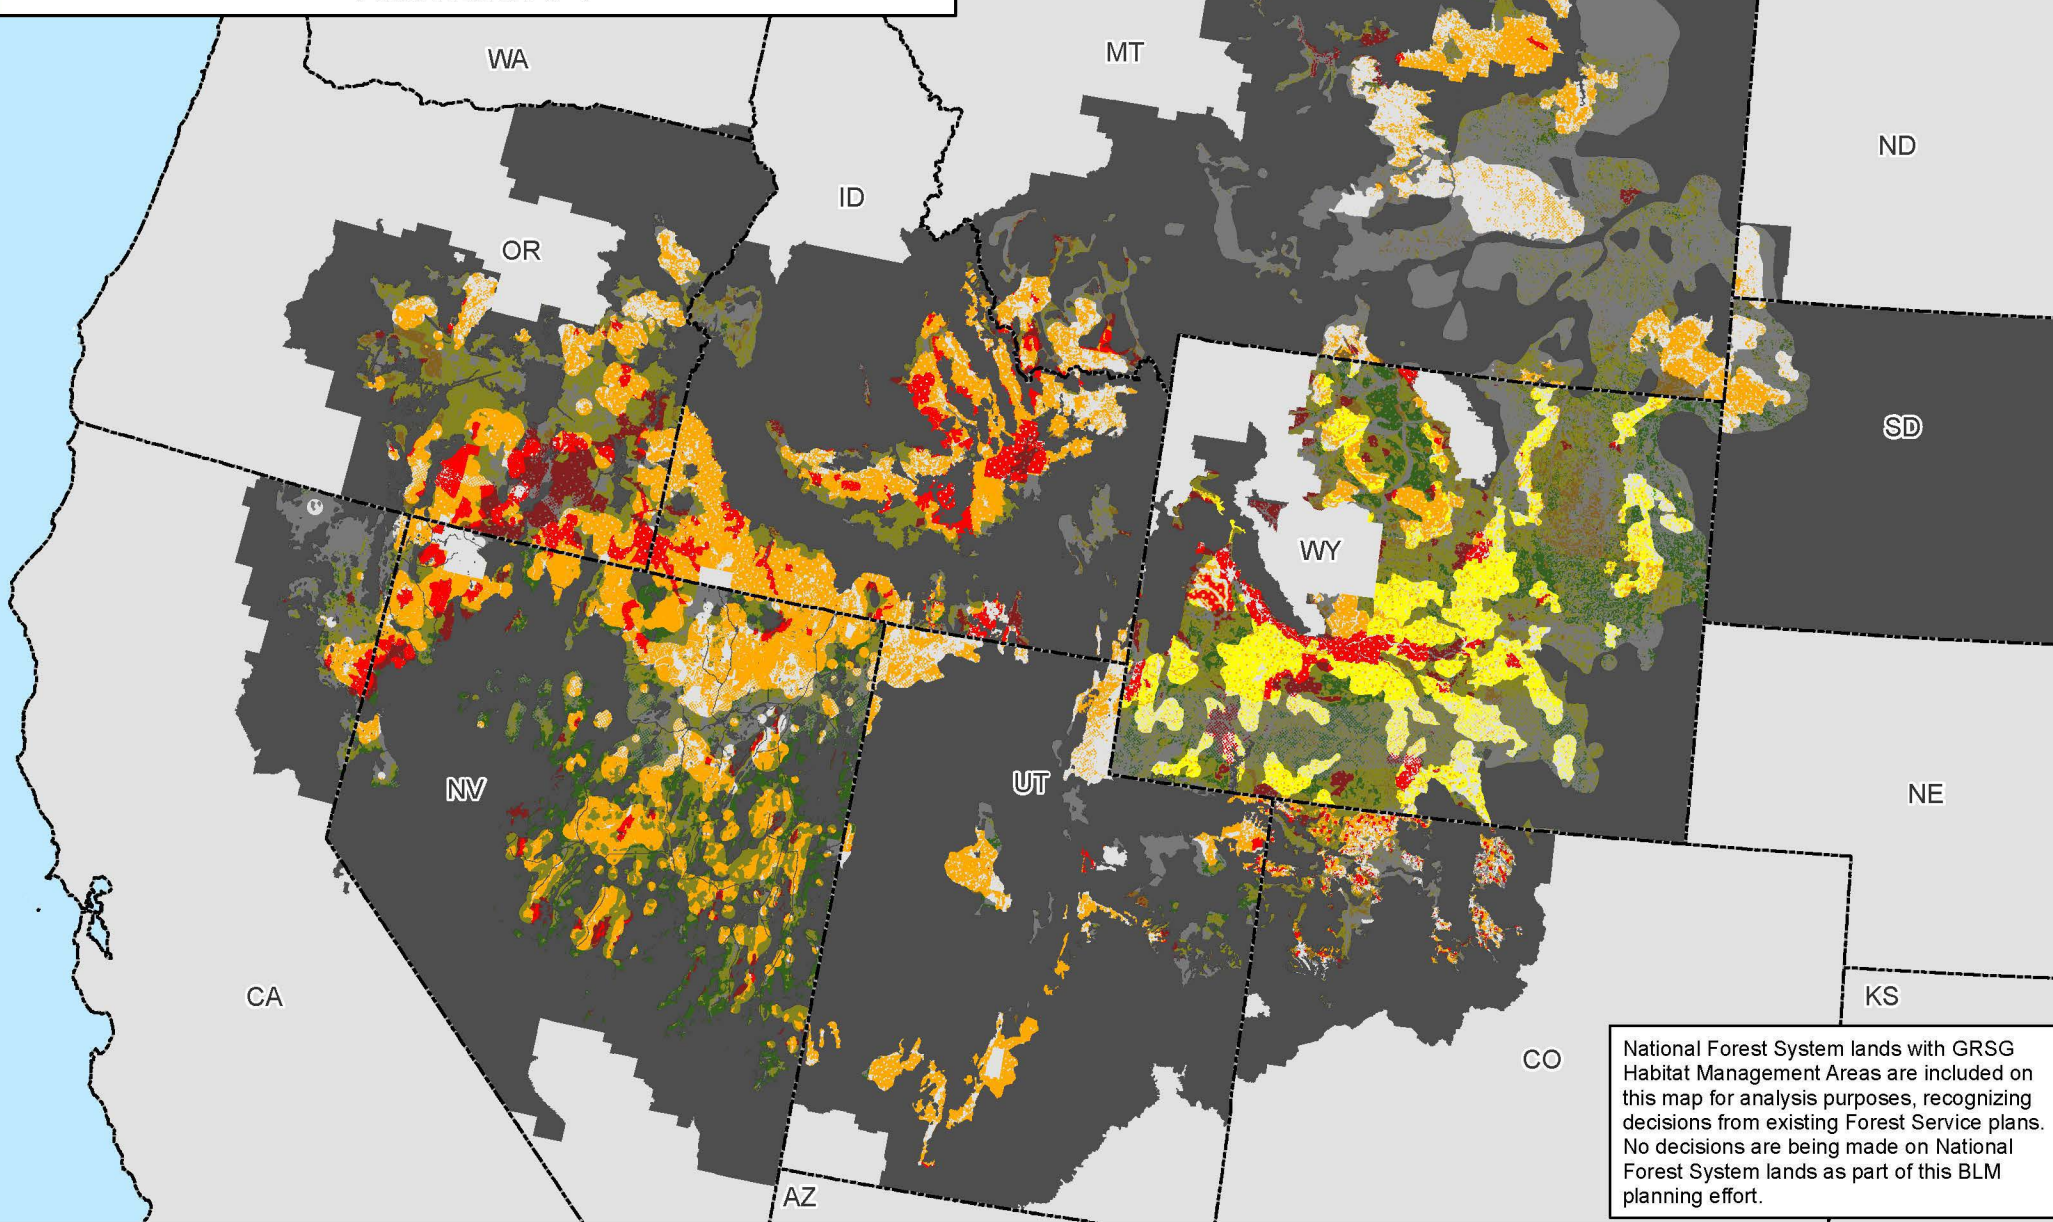 WA
MT
ND
ID
OR
SD
WY
NV
UT
NE
CA
KS
CO
AZ
National Forest System lands with GRSG
Habitat Management Areas are included on
this map for analysis purposes, recognizing
decisions from existing Forest Service plans.
No decisions are being made on National
Forest System lands as part of this BLM
planning effort.